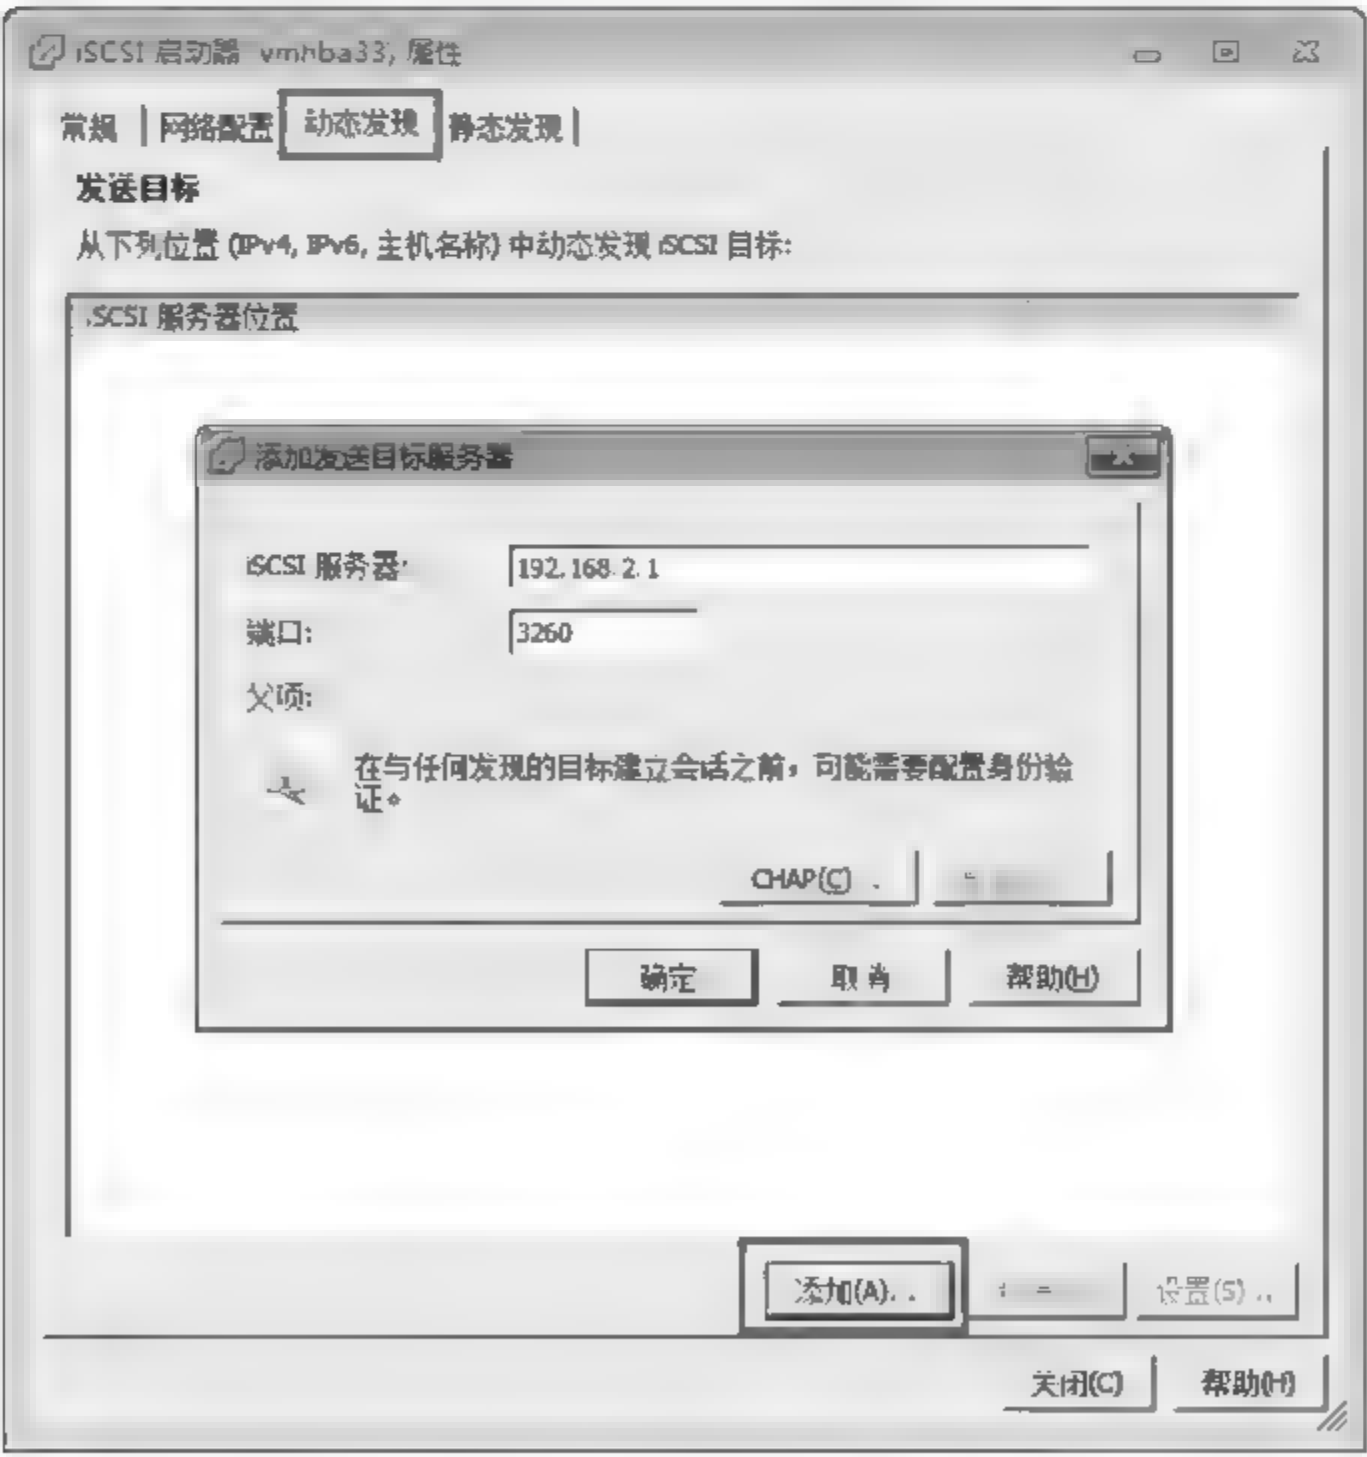 iSCSI 启动器 vmhba33) 属性
常规 网络配置 动态发现 静态发现
发送目标
从下列位置 (IPv4, IPv6, 主机名称) 中动态发现 iSCSI 目标:
iSCSI 服务器位置
添加发送目标服务器
iSCSI 服务器:
192.168.2.1
端口:
3260
父项:
在与任何发现的目标建立会话之前，可能需要配置身份验
证。
CHAP(C)
确定 取消 帮助(H)
添加(A)... 设置(S)...
关闭(C) 帮助(H)